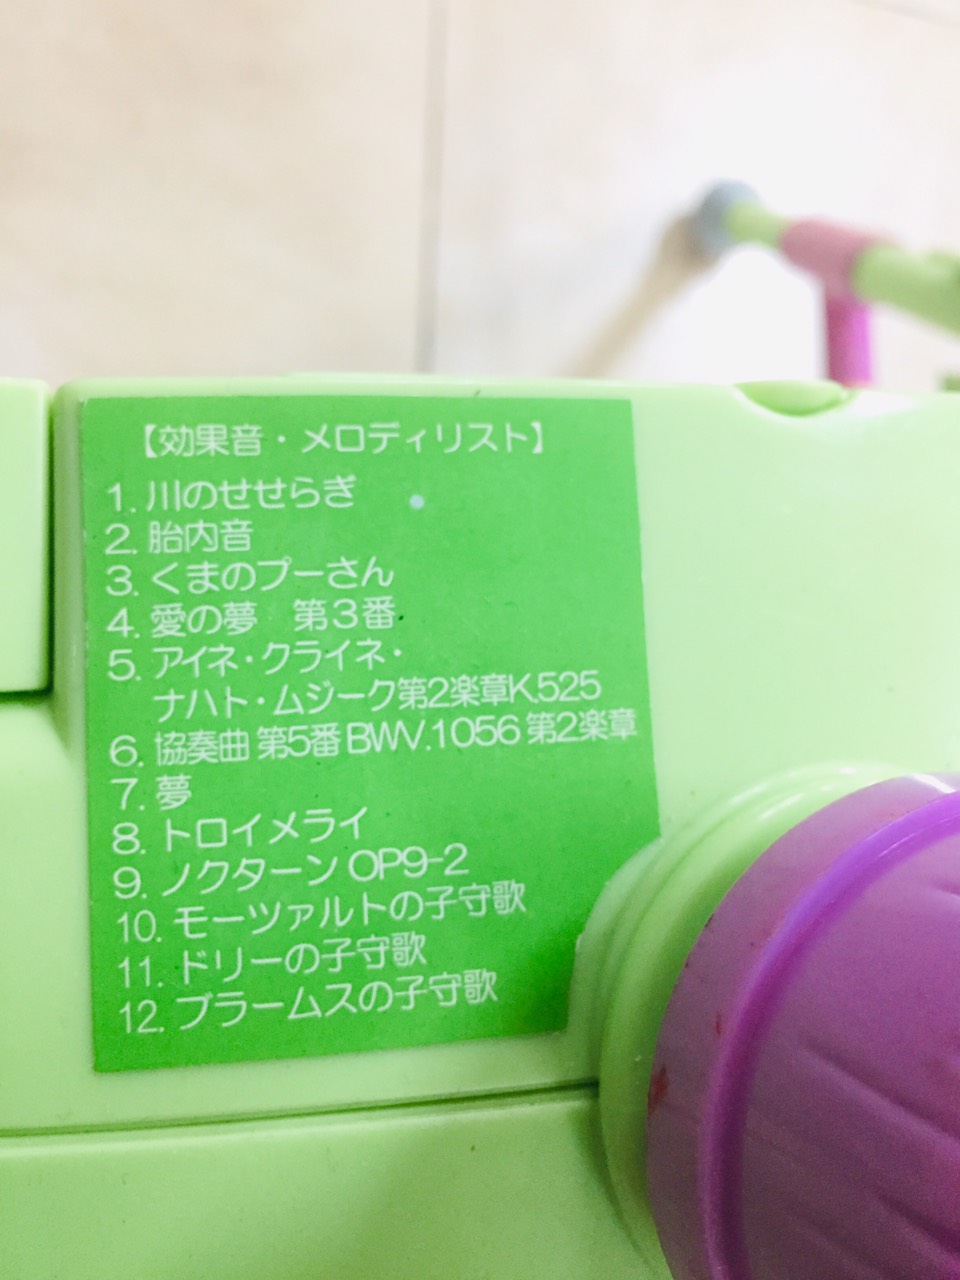 【効果音・メロディリスト】
1. 川のせせらぎ
2. 胎内音
3. くまのプーさん
4. 愛の夢　第3番
5. アイネ・クライネ・
ナハト・ムジーク第2楽章K.525
6. 協奏曲 第5番 BWV.1056 第2楽章
7. 夢
8. トロイメライ
9. ノクターン OP9-2
10. モーツァルトの子守歌
11. ドリーの子守歌
12. ブラームスの子守歌